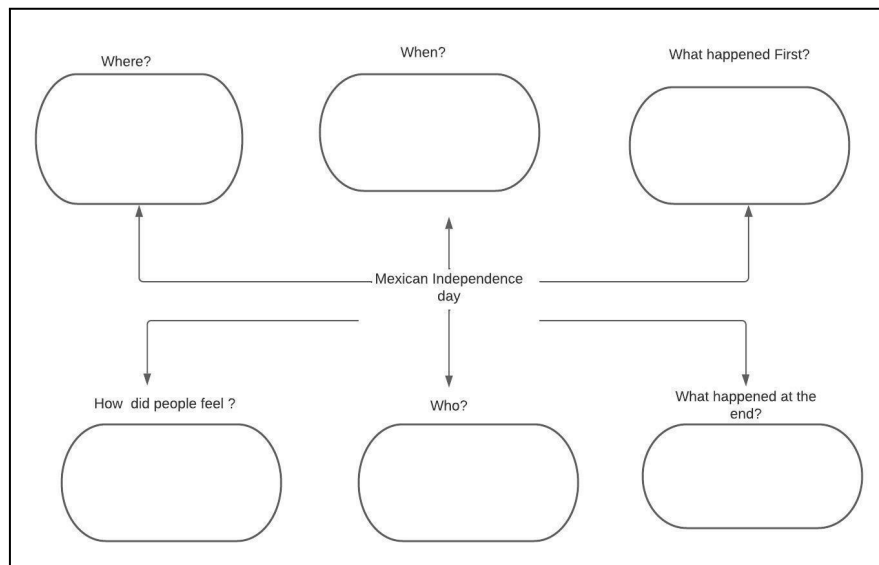 Where?
When?
What happened First?
Mexican Independence
day
How did people feel ?
Who?
What happened at the
end?